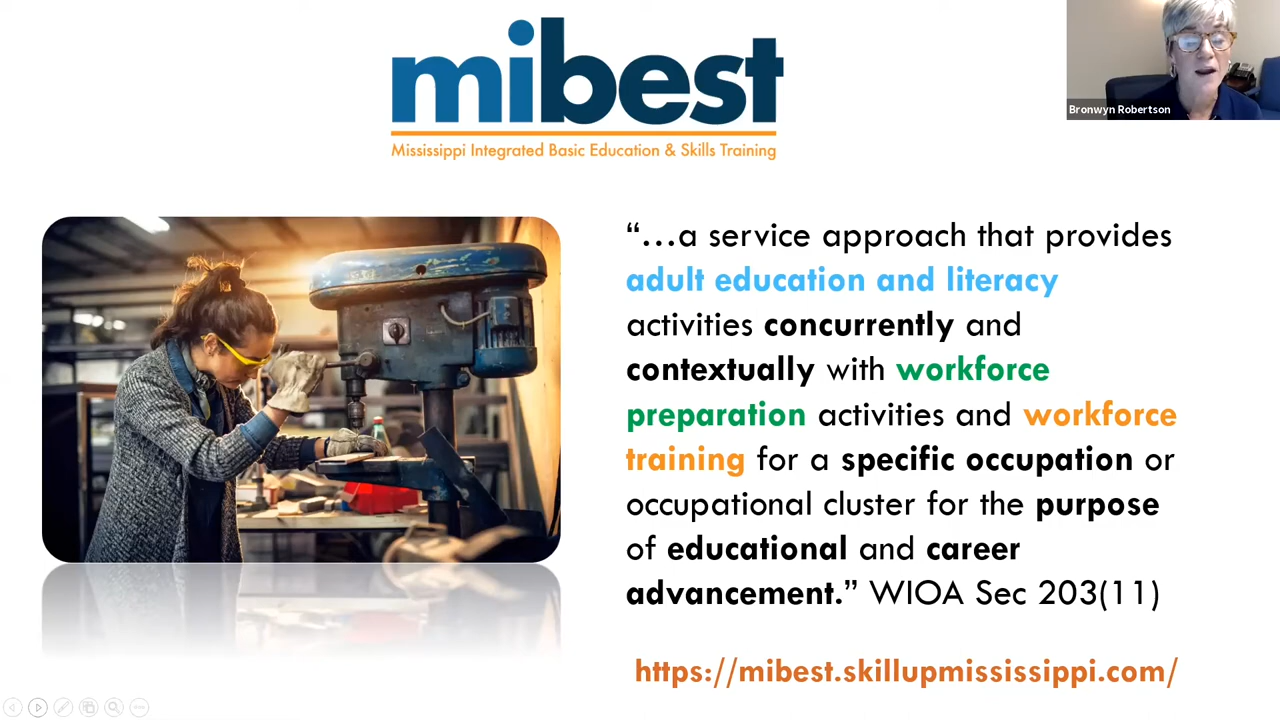 mibest
Mississippi Integrated Basic Education & Skills Training
Bronwyn Robertson
“…a service approach that provides
adult education and literacy
activities concurrently and
contextually with workforce
preparation activities and workforce
training for a specific occupation or
occupational cluster for the purpose
of educational and career
advancement.” WIOA Sec 203(11)
https://mibest.skillupmississippi.com/